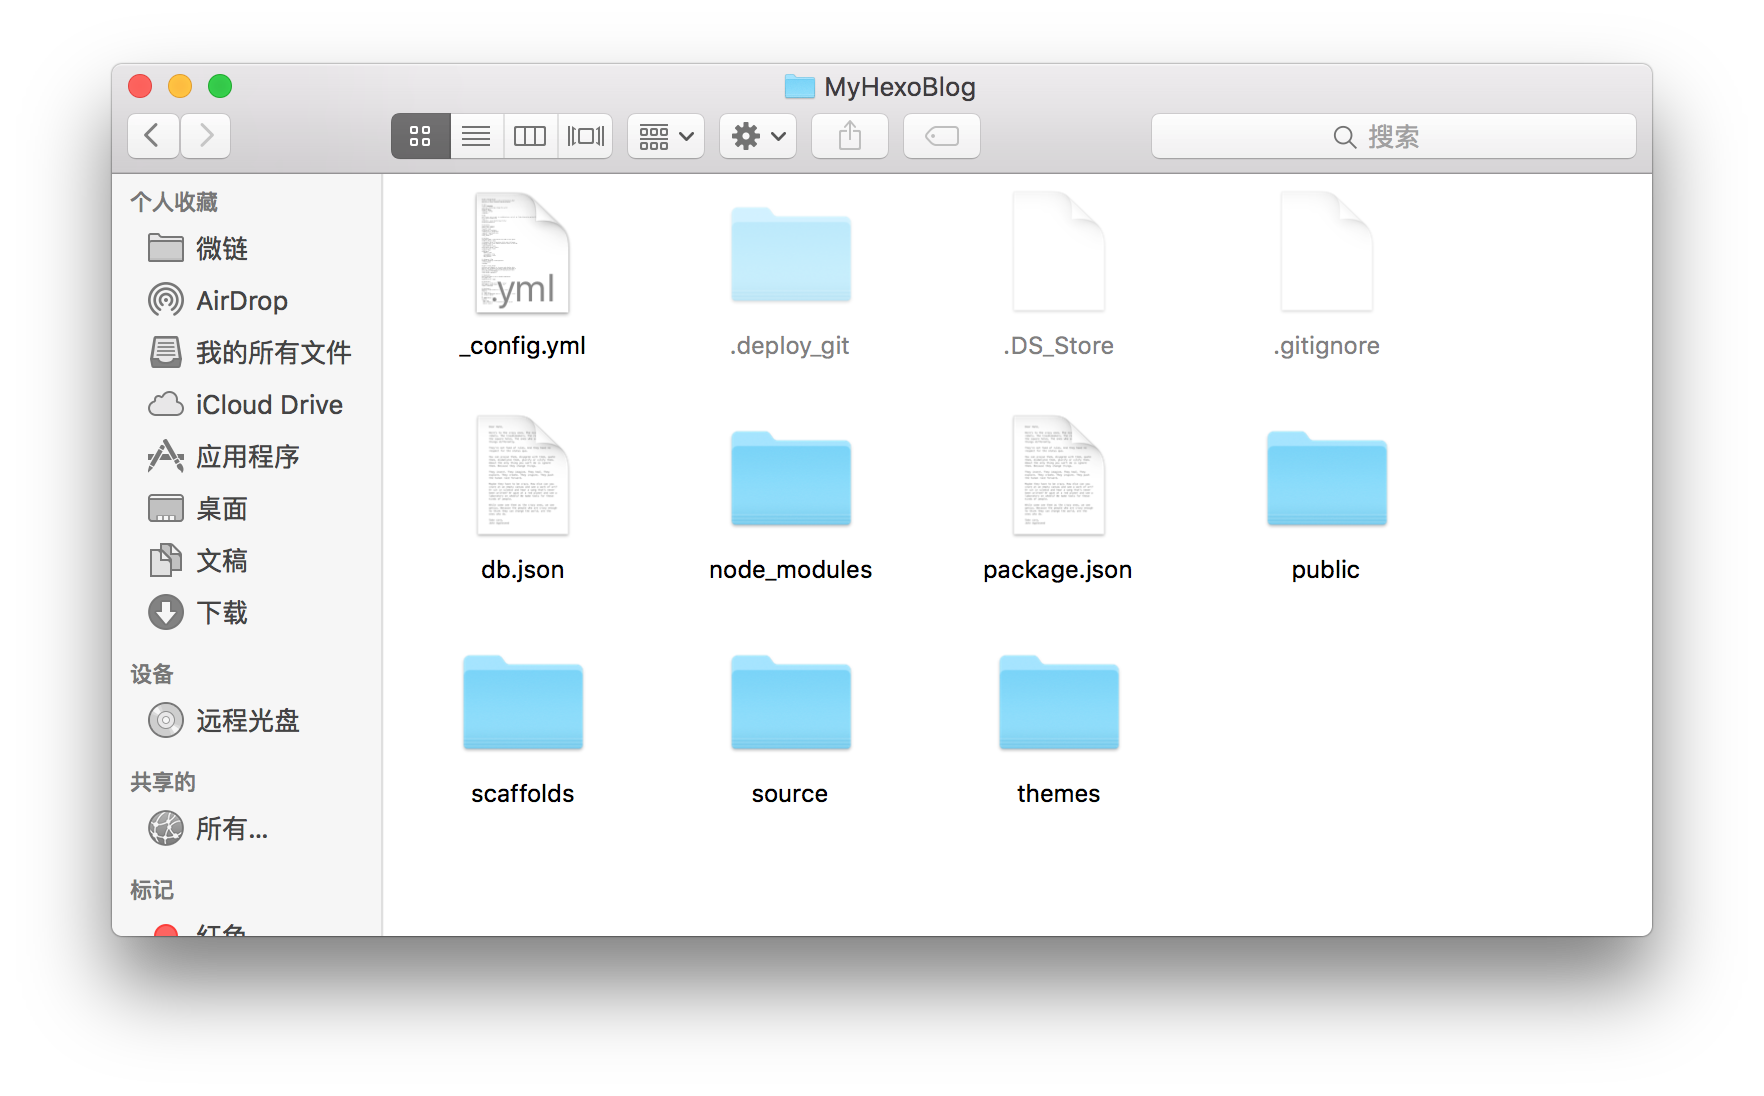 MyHexoBlog
搜索
个人收藏
微链
AirDrop
我的所有文件
iCloud Drive
应用程序
桌面
文稿
下载
设备
远程光盘
共享的
所有...
标记
红色
.yml
_config.yml
.deploy_git
.DS_Store
.gitignore
db.json
node_modules
package.json
public
scaffolds
source
themes